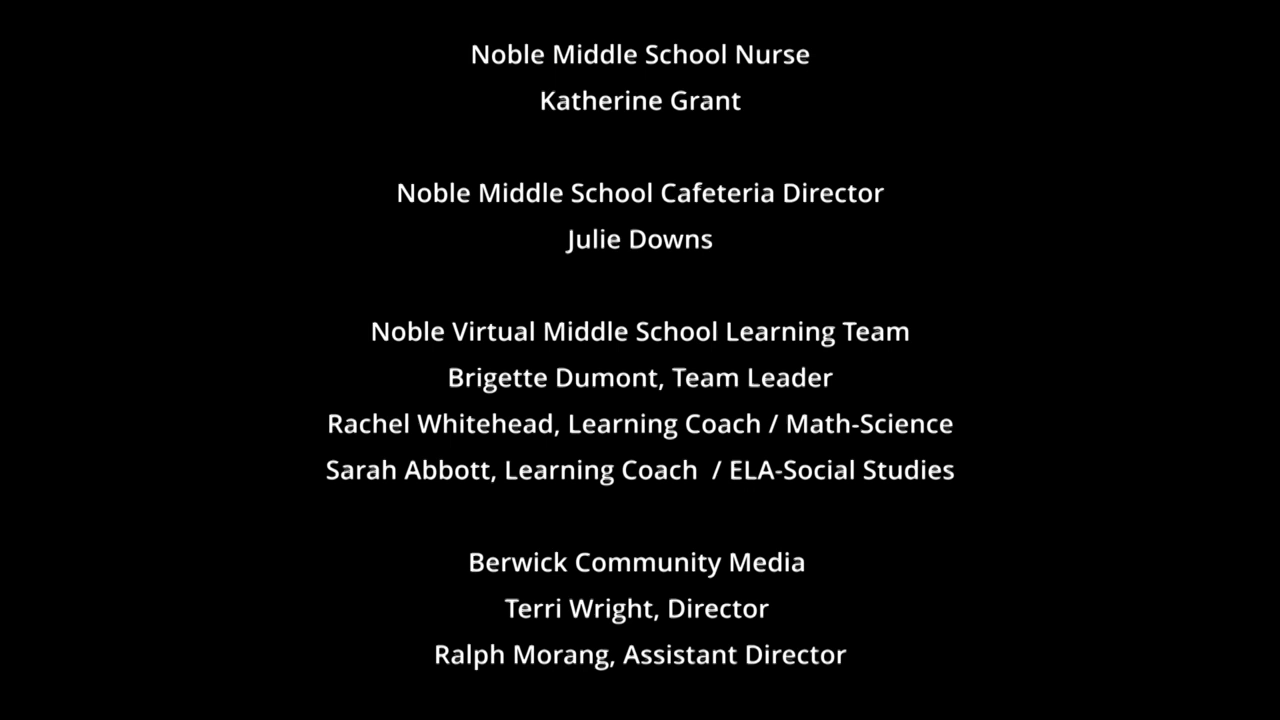 Noble Middle School Nurse
Katherine Grant
Noble Middle School Cafeteria Director
Julie Downs
Noble Virtual Middle School Learning Team
Brigette Dumont, Team Leader
Rachel Whitehead, Learning Coach / Math-Science
Sarah Abbott, Learning Coach  / ELA-Social Studies
Berwick Community Media
Terri Wright, Director
Ralph Morang, Assistant Director